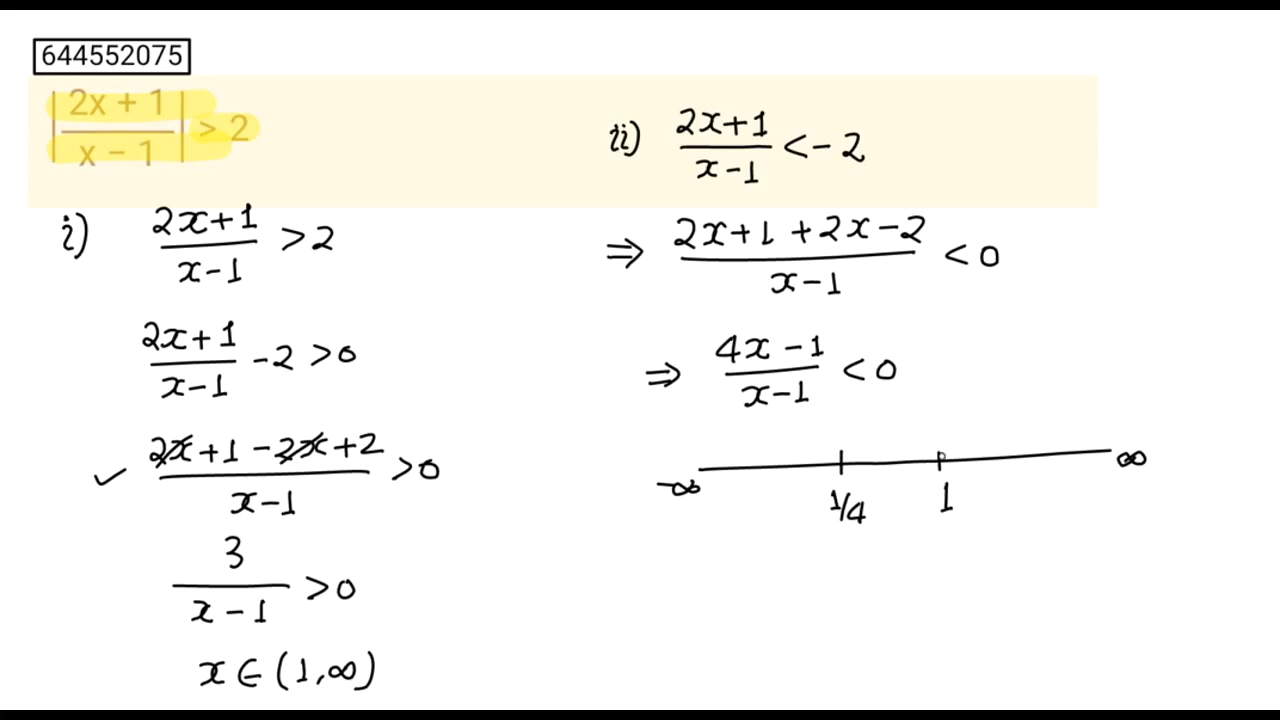 644552075
|(2x + 1)/(x − 1)| > 2
i) (2x+1)/(x-1) > 2
(2x+1)/(x-1) -2 > 0
✓ (2x+1-2x+2)/(x-1) > 0
3/(x-1) > 0
x ∈ (1, ∞)
ii) (2x+1)/(x-1) < -2
⇒ (2x+1+2x-2)/(x-1) < 0
⇒ (4x-1)/(x-1) < 0
-∞ 1/4 1 ∞